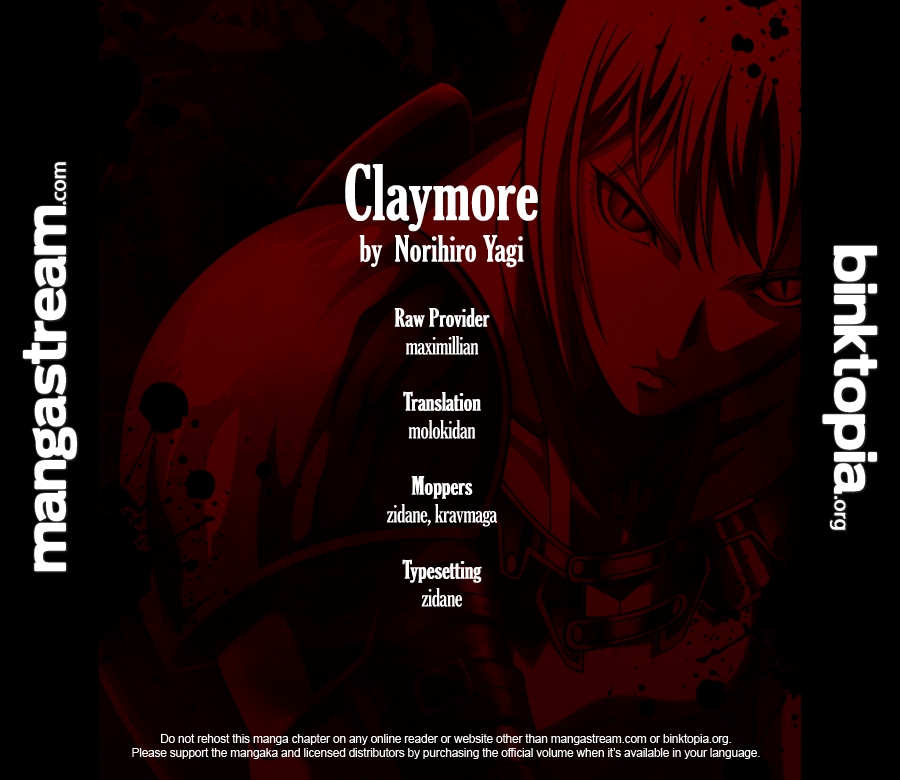 mangastream.com
Claymore
by Norihiro Yagi
Raw Provider
maximillian
Translation
molokidan
Moppers
zidane, kravmaga
Typesetting
zidane
binktopia.org
Do not rehost this manga chapter on any online reader or website other than mangastream.com or binktopia.org.
Please support the mangaka and licensed distributors by purchasing the official volume when it's available in your language.